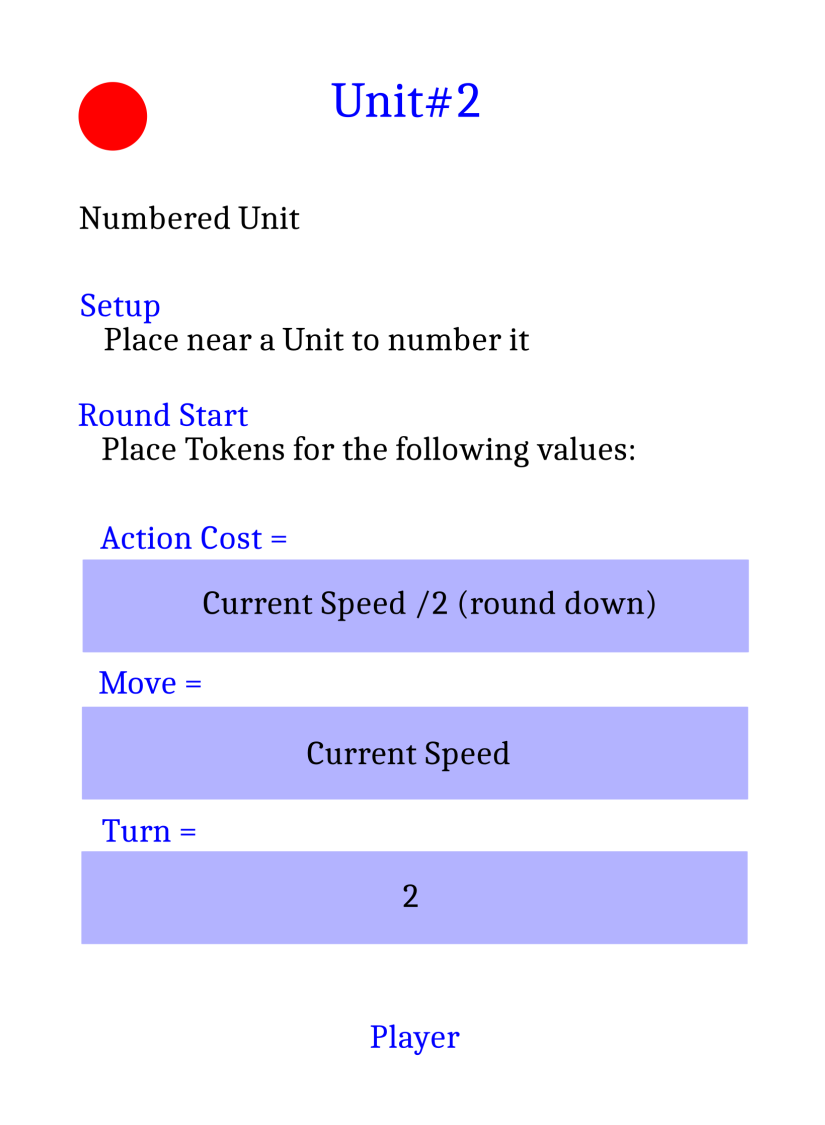 Unit#2
Numbered Unit
Setup
Place near a Unit to number it
Round Start
Place Tokens for the following values:
Action Cost =
Current Speed /2 (round down)
Move =
Current Speed
Turn =
2
Player